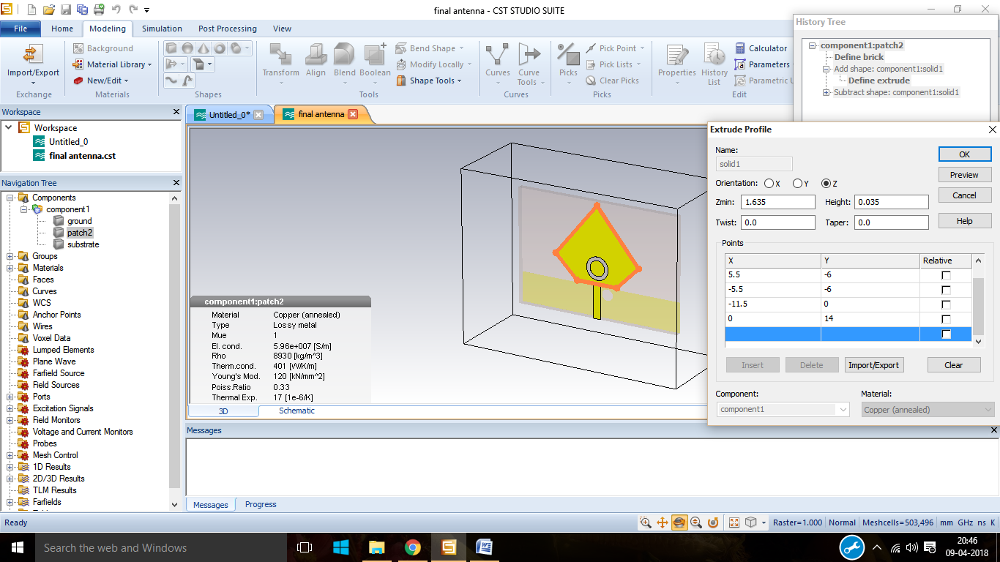 final antenna - CST STUDIO SUITE
File Home Modeling Simulation Post Processing View
Import/Export
Exchange
Background
Material Library
New/Edit
Materials
Shapes
Transform Align Blend Boolean
Bend Shape
Modify Locally
Shape Tools
Tools
Curves Curve Tools
Curves
Picks
Pick Point
Pick Lists
Clear Picks
Picks
Properties History List
Calculator
Parameters
Parametric
Edit
History Tree
component1:patch2
Define brick
Add shape: component1:solid1
Define extrude
Subtract shape: component1:solid1
Workspace
Workspace
Untitled_0
final antenna.cst
Navigation Tree
Components
component1
ground
patch2
substrate
Groups
Materials
Faces
Curves
WCS
Anchor Points
Wires
Voxel Data
Lumped Elements
Plane Wave
Farfield Source
Field Sources
Ports
Excitation Signals
Field Monitors
Voltage and Current Monitors
Probes
Mesh Control
1D Results
2D/3D Results
TLM Results
Farfields
Untitled_0* final antenna
component1:patch2
Material Copper (annealed)
Type Lossy metal
Mue 1
El. cond. 5.96e+007 [S/m]
Rho 8930 [kg/m^3]
Therm.cond. 401 [W/K/m]
Young's Mod. 120 [kN/mm^2]
Poiss.Ratio 0.33
Thermal Exp. 17 [1e-6/K]
3D Schematic
Extrude Profile
Name:
solid1
Orientation: X Y Z
Zmin: 1.635 Height: 0.035
Twist: 0.0 Taper: 0.0
OK
Preview
Cancel
Help
Points
X Y Relative
5.5 -6
-5.5 -6
-11.5 0
0 14
Insert Delete Import/Export Clear
Component: Material:
component1 Copper (annealed)
Messages
Messages Progress
Ready Raster=1.000 Normal Meshcells=503,496 mm GHz ns K
Search the web and Windows
20:46
09-04-2018